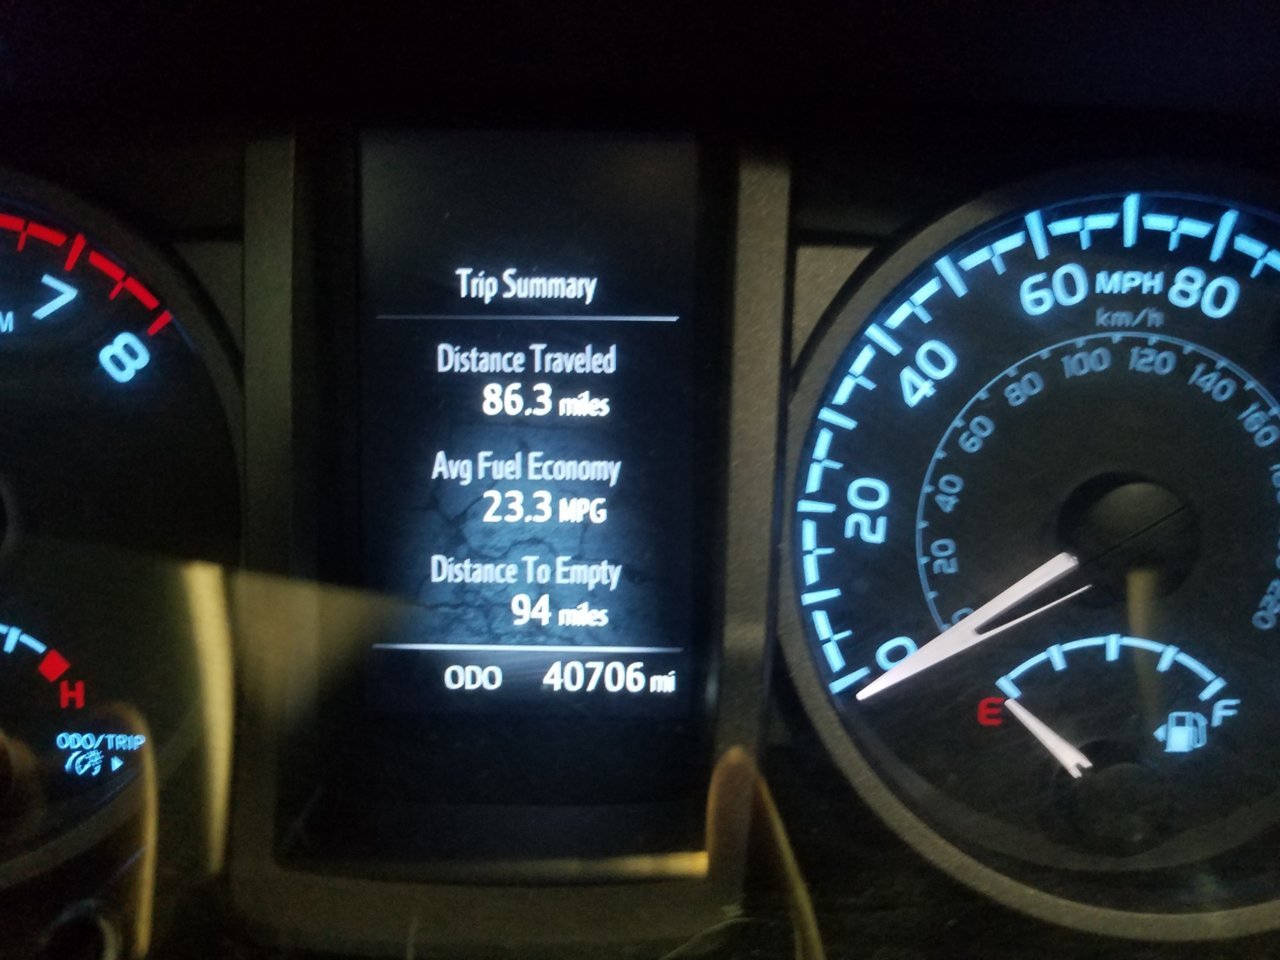 7
8
H
ODO/TRIP
Trip Summary
Distance Traveled
86.3 miles
Avg Fuel Economy
23.3 MPG
Distance To Empty
94 miles
ODO 40706 mi
0
20
40
60 MPH 80
km/h
20
40
60
80
100
120
140
160
220
E
F